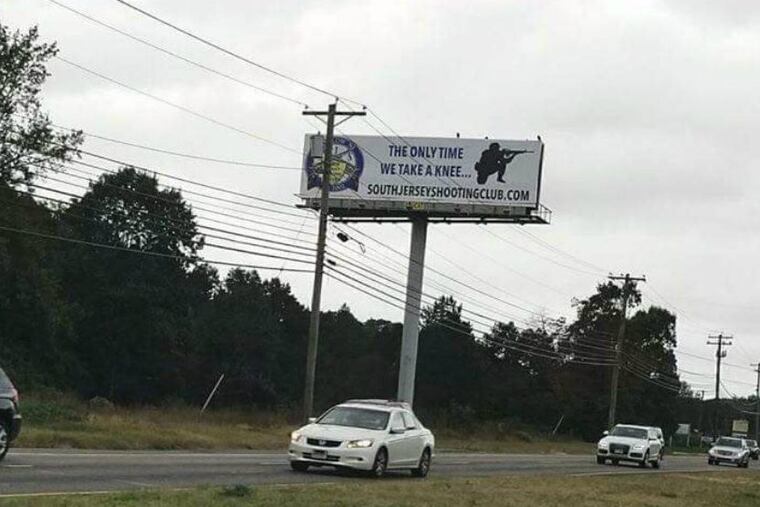 THE ONLY TIME
WE TAKE A KNEE...
SOUTHJERSEYSHOOTINGCLUB.COM